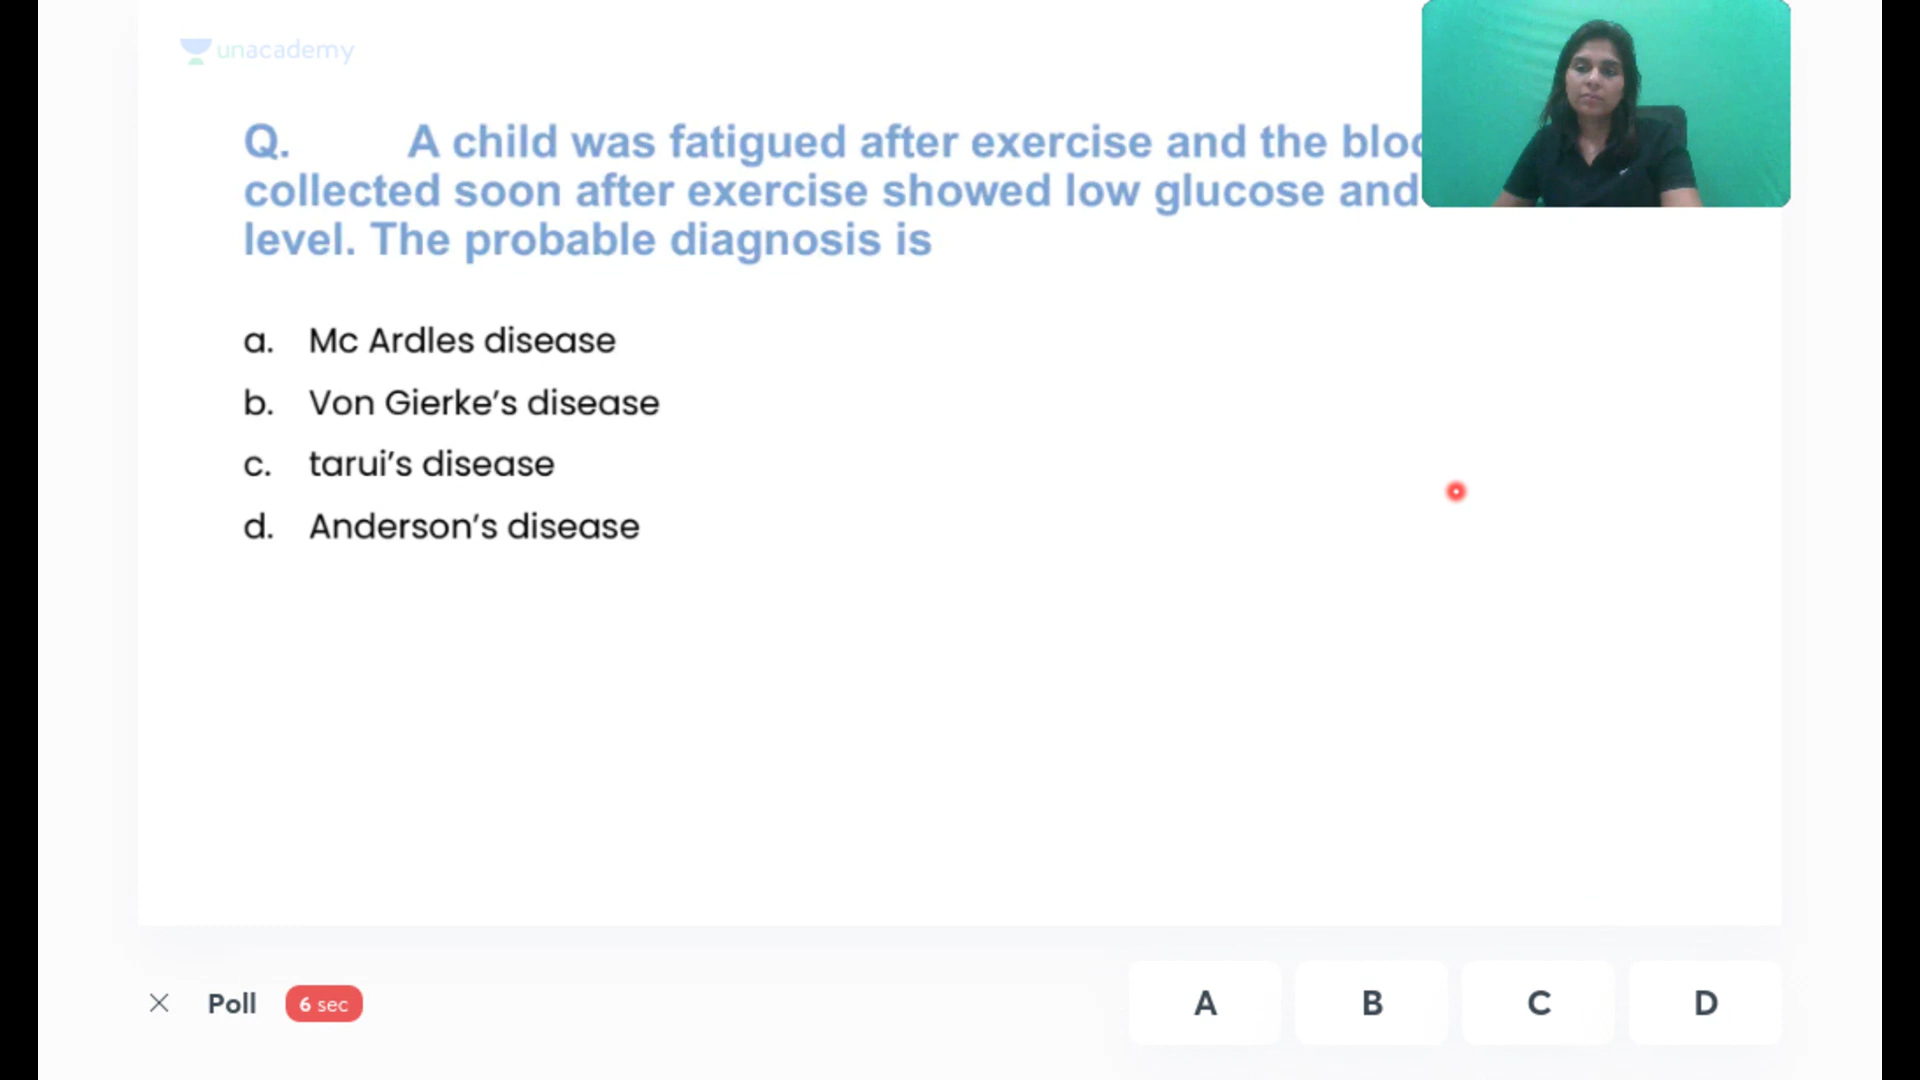 unacademy
Q. A child was fatigued after exercise and the
collected soon after exercise showed low glucose and
level. The probable diagnosis is
a. Mc Ardles disease
b. Von Gierke's disease
c. tarui's disease
d. Anderson's disease
Poll 6 sec A B C D